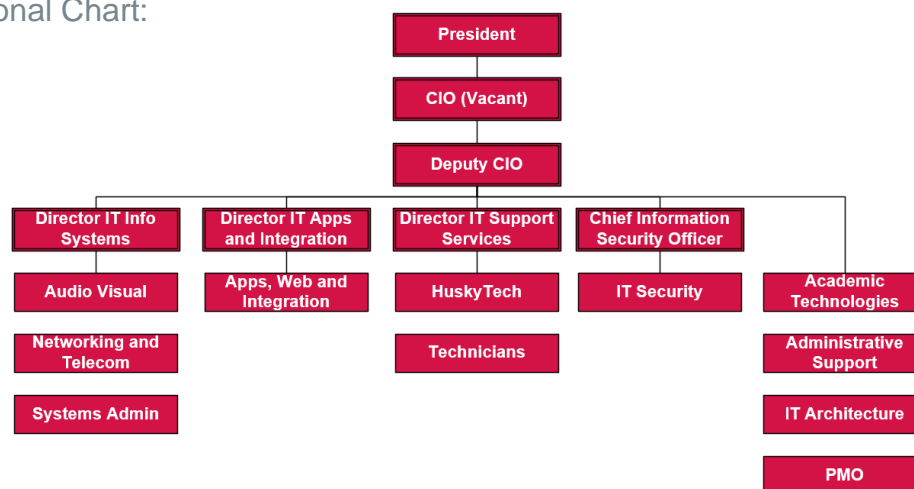 onal Chart:
President
CIO (Vacant)
Deputy CIO
Director IT Info
Systems
Director IT Apps
and Integration
Director IT Support
Services
Chief Information
Security Officer
Audio Visual
Apps, Web and
Integration
HuskyTech
IT Security
Academic
Technologies
Networking and
Telecom
Technicians
Administrative
Support
Systems Admin
IT Architecture
PMO